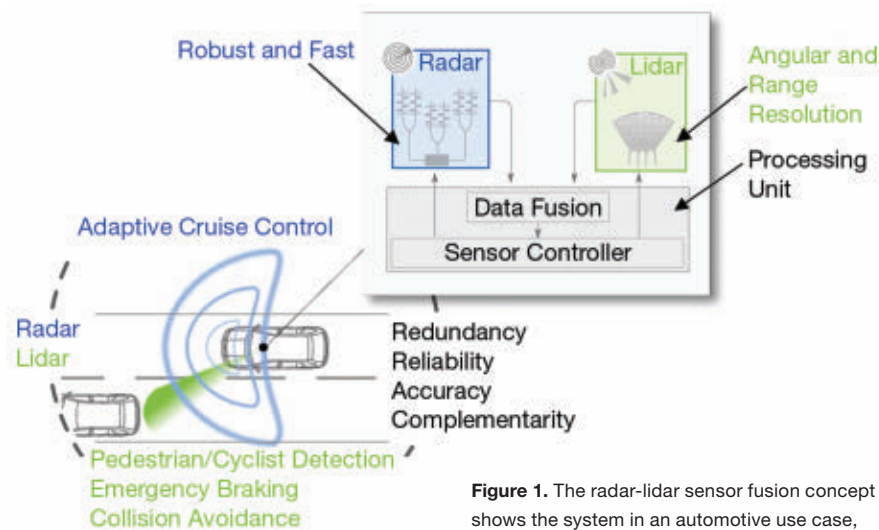 Robust and Fast
Radar
Lidar
Angular and
Range
Resolution
Processing
Unit
Data Fusion
Sensor Controller
Adaptive Cruise Control
Radar
Lidar
Redundancy
Reliability
Accuracy
Complementarity
Pedestrian/Cyclist Detection
Emergency Braking
Collision Avoidance
Figure 1. The radar-lidar sensor fusion concept
shows the system in an automotive use case,